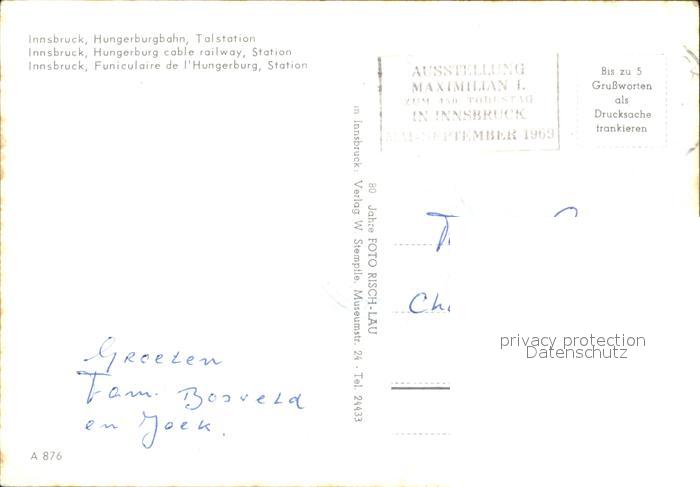 Innsbruck, Hungerburgbahn, Talstation
Innsbruck, Hungerburg cable railway, Station
Innsbruck, Funiculaire de l'Hungerburg, Station
AUSSTELLUNG
MAXIMILIAN I.
ZUM 450. TODESTAG
IN INNSBRUCK
MAI-SEPTEMBER 1969
Bis zu 5
Grußworten
als
Drucksache
frankieren
80 Jahre FOTO RISCH-LAU
in Innsbruck: Verlag W. Stempfle, Museumstr. 24 · Tel. 24433
privacy protection
Datenschutz
Groeten
Fam. Bosveld
en Joek.
A 876